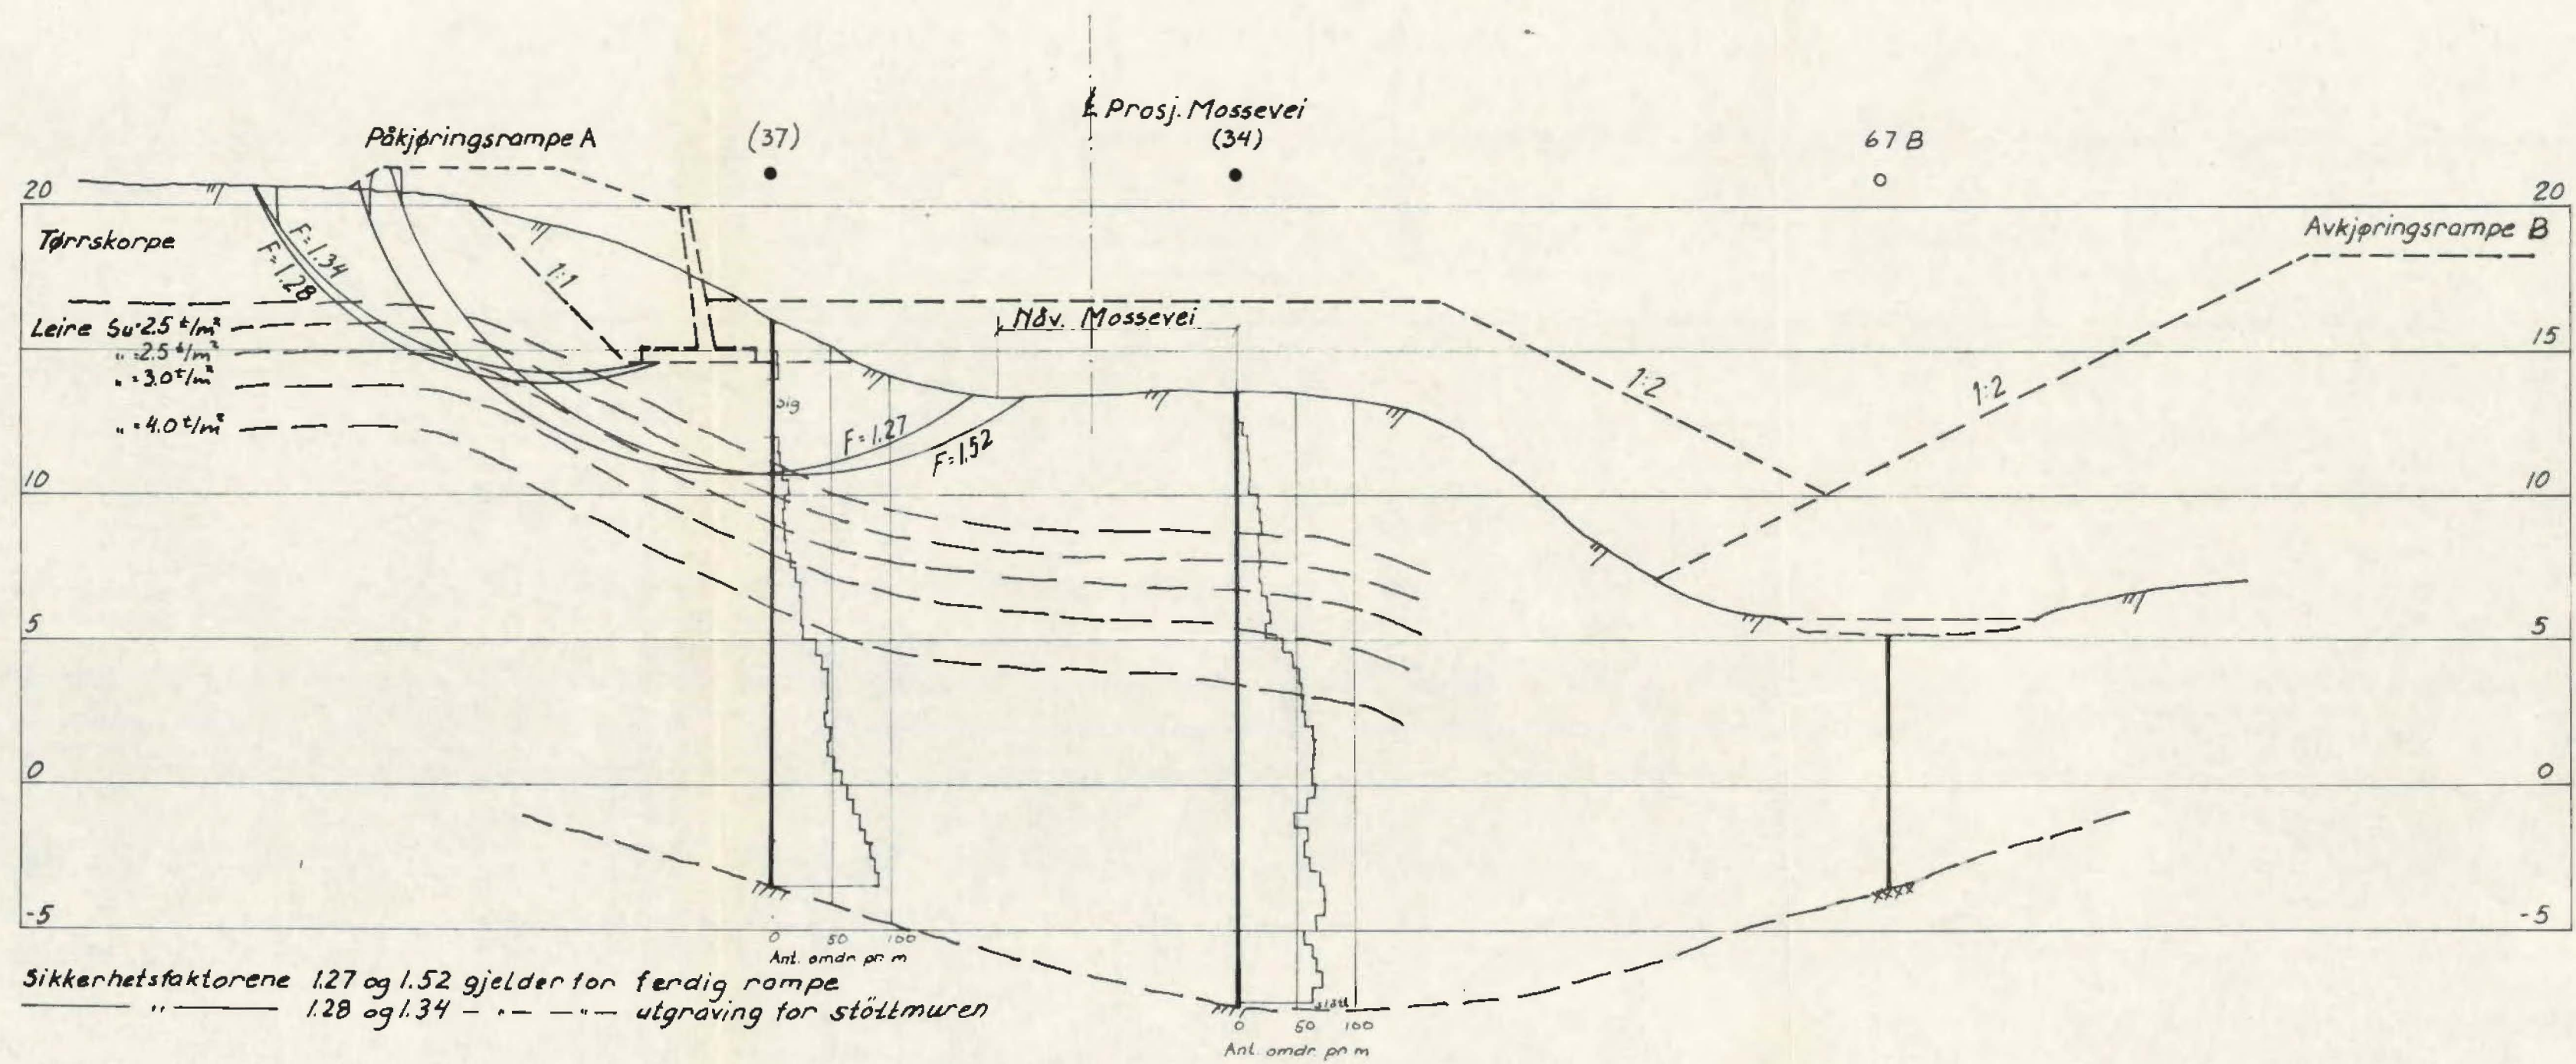 ℄ Prosj. Mossevei
Påkjøringsrampe A
(37)
(34)
67 B
20
20
Tørrskorpe
Avkjøringsrampe B
F=1.34
F=1.28
1:1
Nåv. Mossevei
Leire Su=2.5 t/m²
" =2.5 t/m²
" =3.0 t/m²
" =4.0 t/m²
15
1:2
1:2
sig
F=1.27
F=1.52
10
10
5
5
0
0
-5
-5
0 50 100
Ant. omdr. pr. m
Sikkerhetsfaktorene 1.27 og 1.52 gjelder for ferdig rampe
—— " —— 1.28 og 1.34 — " — — " — utgraving for støttmuren
slått
0 50 100
Ant. omdr. pr. m